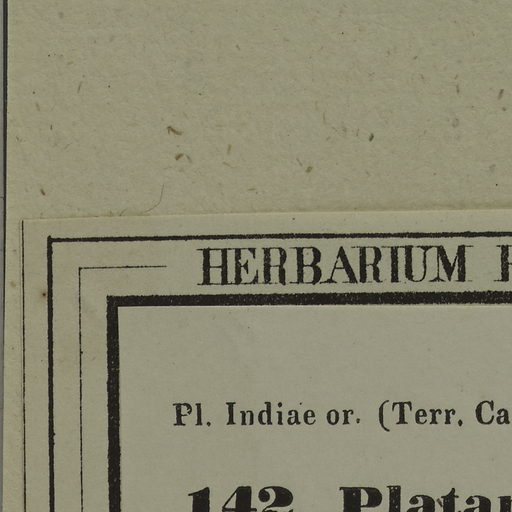 HERBARIUM
Pl. Indiae or. (Terr. Ca
142. Platan